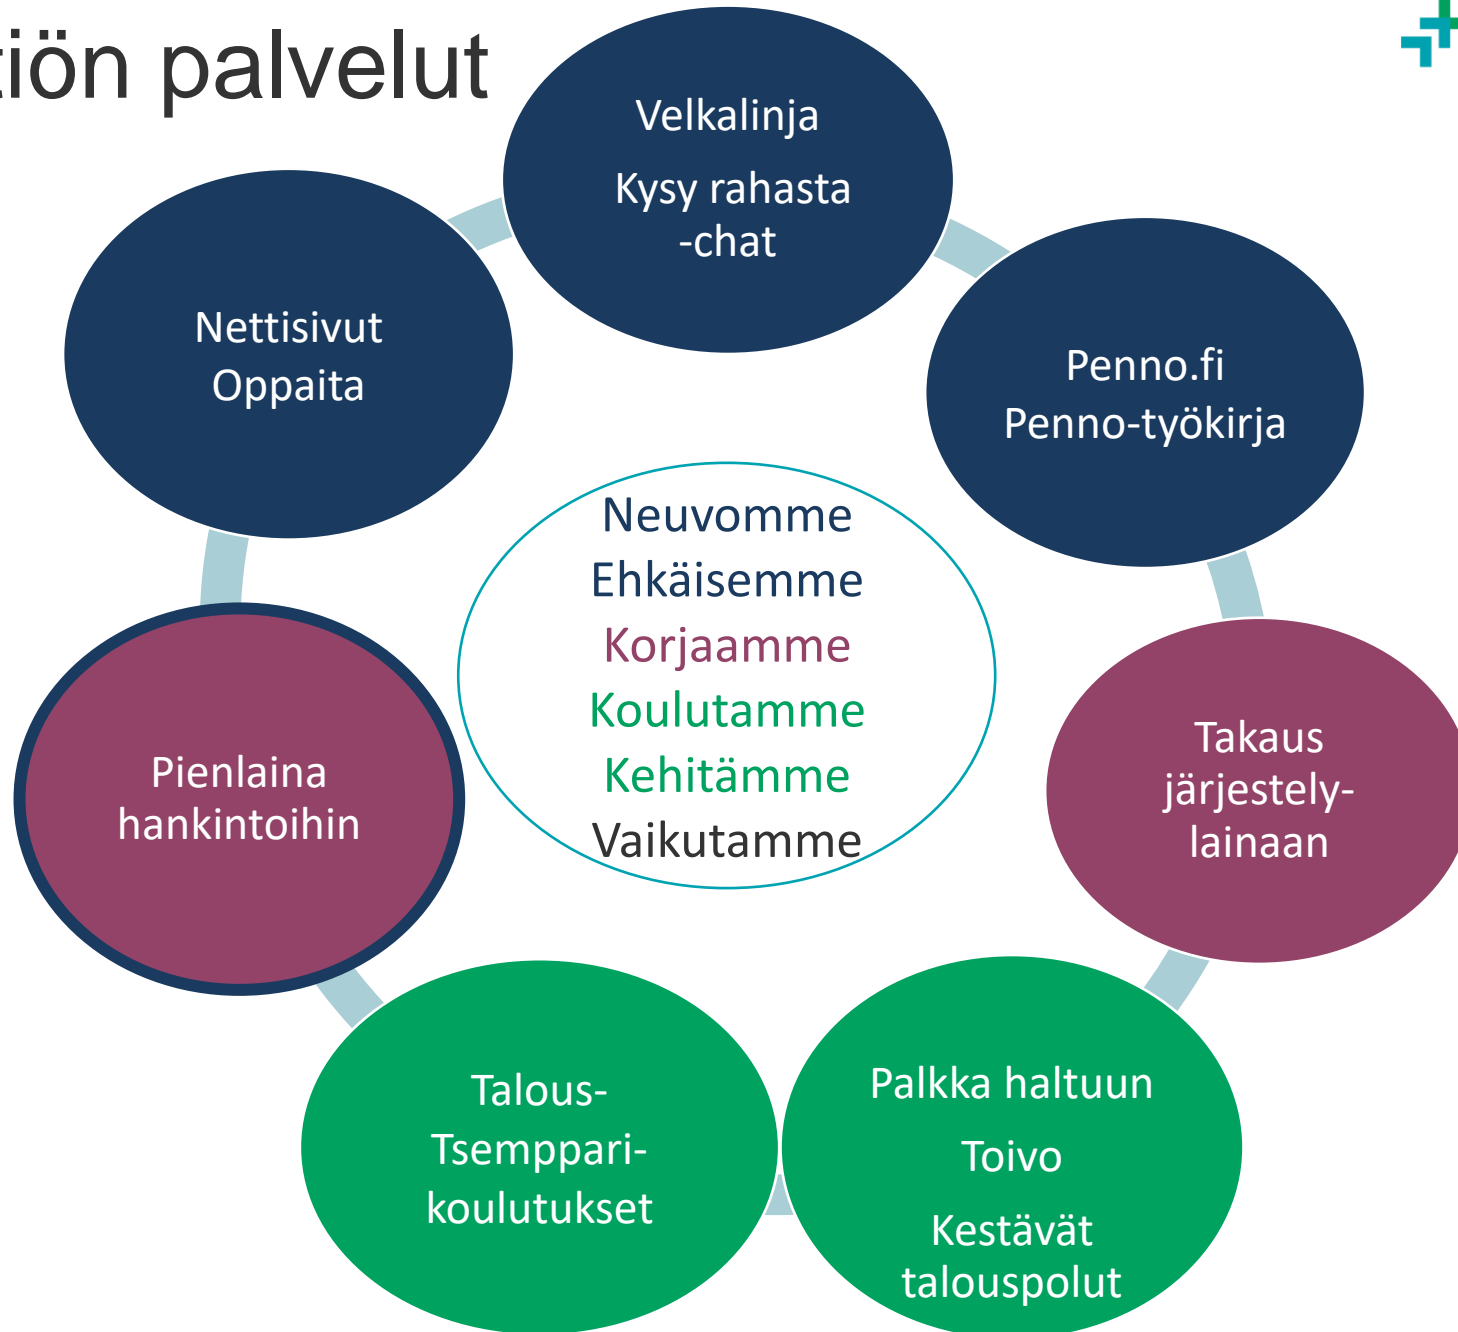 tiön palvelut
Velkalinja
Kysy rahasta
-chat
Penno.fi
Penno-työkirja
Takaus
järjestely-
lainaan
Palkka haltuun
Toivo
Kestävät
talouspolut
Talous-
Tsemppari-
koulutukset
Pienlaina
hankintoihin
Nettisivut
Oppaita
Neuvomme
Ehkäisemme
Korjaamme
Koulutamme
Kehitämme
Vaikutamme